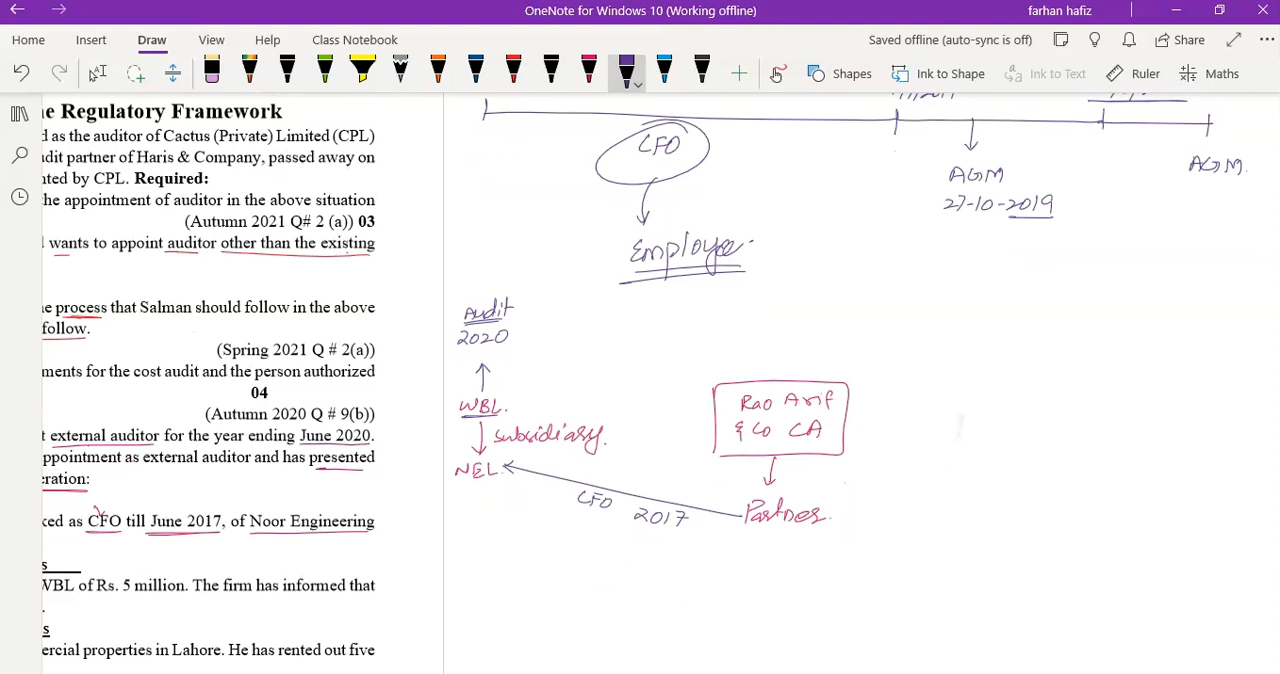 OneNote for Windows 10 (Working offline)
farhan hafiz
Home Insert Draw View Help Class Notebook
Saved offline (auto-sync is off)
Share
Shapes
Ink to Shape
Ink to Text
Ruler
Maths
ne Regulatory Framework
d as the auditor of Cactus (Private) Limited (CPL)
udit partner of Haris & Company, passed away on
nted by CPL. Required:
the appointment of auditor in the above situation
(Autumn 2021 Q# 2 (a)) 03
d wants to appoint auditor other than the existing
ne process that Salman should follow in the above
follow.
(Spring 2021 Q # 2(a))
ments for the cost audit and the person authorized
04
(Autumn 2020 Q # 9(b))
t external auditor for the year ending June 2020.
ppointment as external auditor and has presented
eration:
ked as CFO till June 2017, of Noor Engineering
s
WBL of Rs. 5 million. The firm has informed that
.
s
ercial properties in Lahore. He has rented out five
CFO
AGM
27-10-2019
AGM.
Employee
Audit
2020
WBL.
subsidiary.
NEL.
Rao Arif
& Co CA
CFO
2017
Partner.